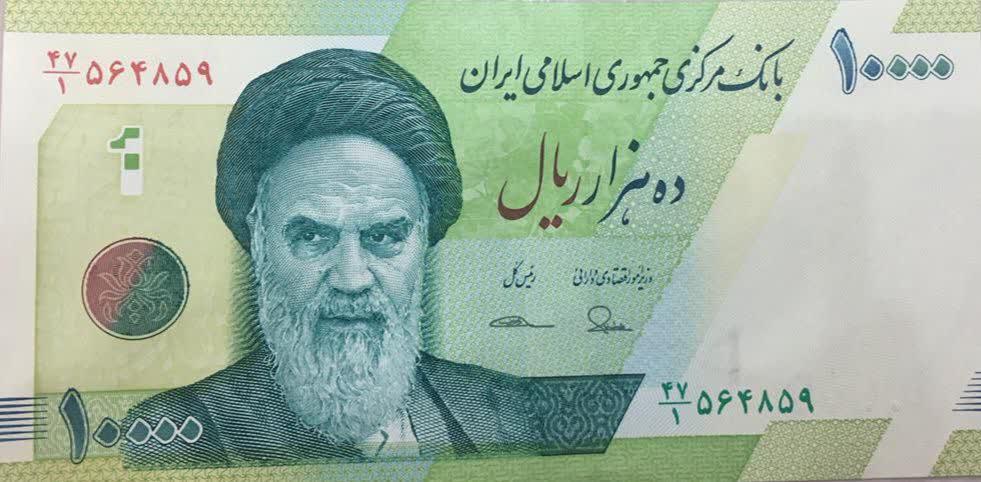 بانک مرکزی جمهوری اسلامی ایران
۱۰۰۰۰
۴۷/۱ ۵۶۴۸۵۹
ده هزار ریال
وزیر امور اقتصادی و دارائی
رئیس کل
۴۷/۱ ۵۶۴۸۵۹
۱۰۰۰۰